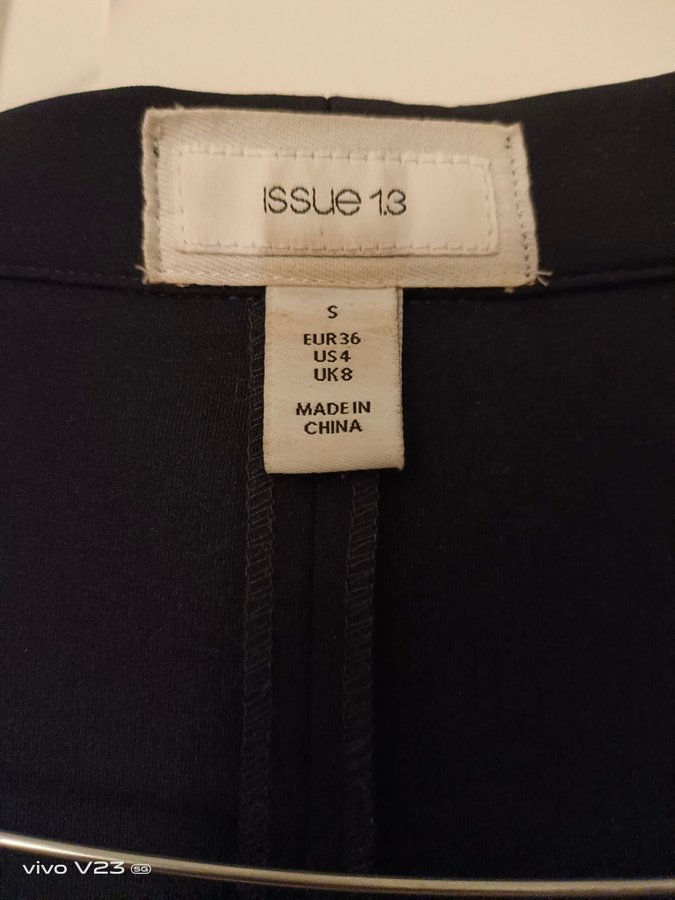 ISSUE 1.3
S
EUR36
US4
UK8
MADE IN
CHINA
vivo V23 5G